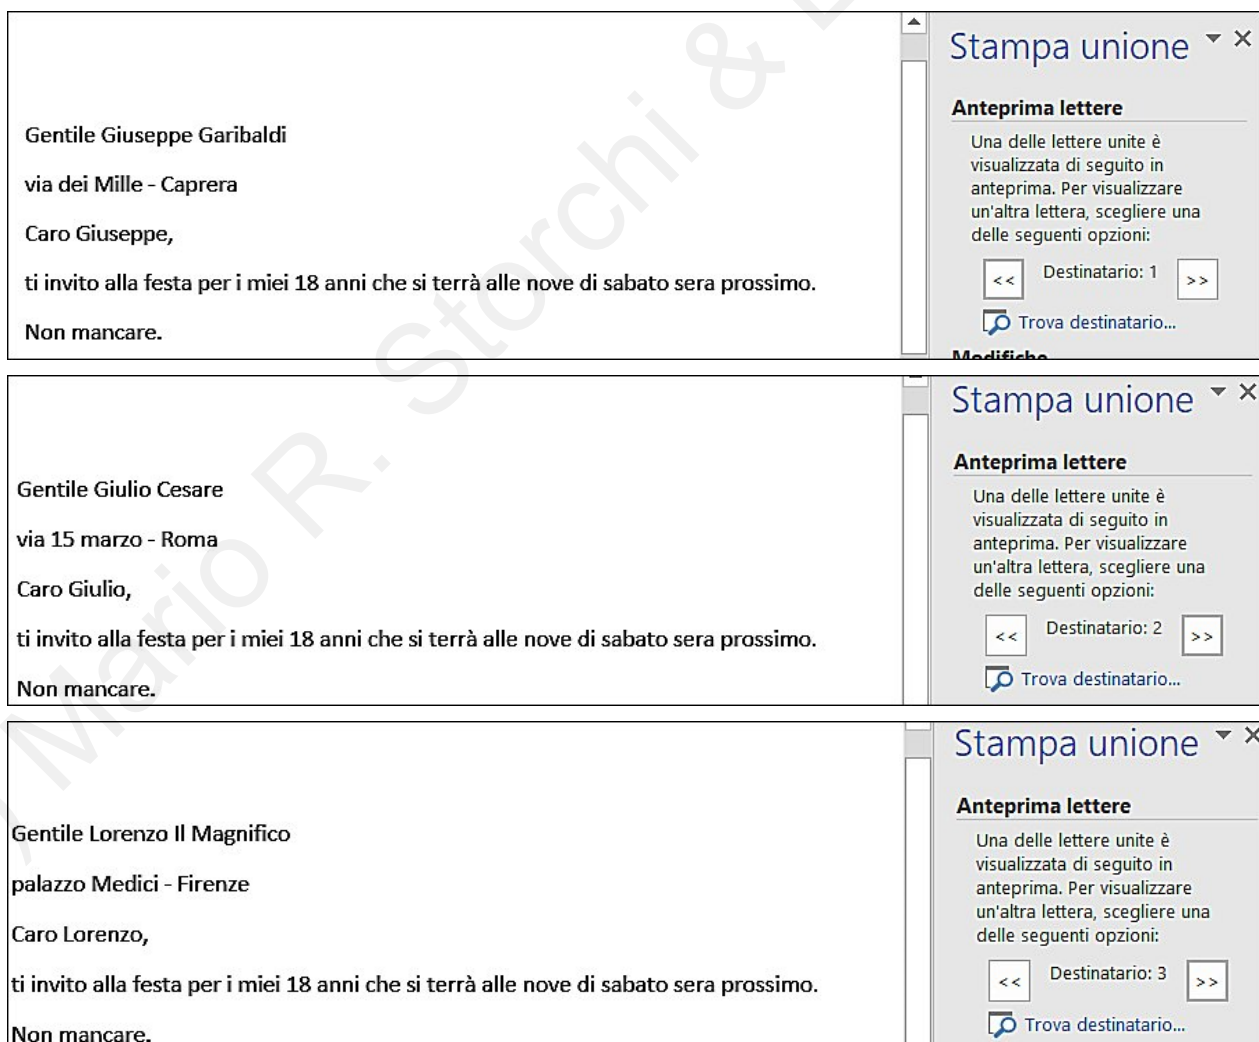 Stampa unione
Gentile Giuseppe Garibaldi
via dei Mille - Caprera
Caro Giuseppe,
ti invito alla festa per i miei 18 anni che si terrà alle nove di sabato sera prossimo.
Non mancare.
Anteprima lettere
Una delle lettere unite è
visualizzata di seguito in
anteprima. Per visualizzare
un'altra lettera, scegliere una
delle seguenti opzioni:
<< Destinatario: 1 >>
Trova destinatario...
Modifiche
Stampa unione
Gentile Giulio Cesare
via 15 marzo - Roma
Caro Giulio,
ti invito alla festa per i miei 18 anni che si terrà alle nove di sabato sera prossimo.
Non mancare.
Anteprima lettere
Una delle lettere unite è
visualizzata di seguito in
anteprima. Per visualizzare
un'altra lettera, scegliere una
delle seguenti opzioni:
<< Destinatario: 2 >>
Trova destinatario...
Stampa unione
Gentile Lorenzo Il Magnifico
palazzo Medici - Firenze
Caro Lorenzo,
ti invito alla festa per i miei 18 anni che si terrà alle nove di sabato sera prossimo.
Non mancare.
Anteprima lettere
Una delle lettere unite è
visualizzata di seguito in
anteprima. Per visualizzare
un'altra lettera, scegliere una
delle seguenti opzioni:
<< Destinatario: 3 >>
Trova destinatario...
) Mario R. Storchi &